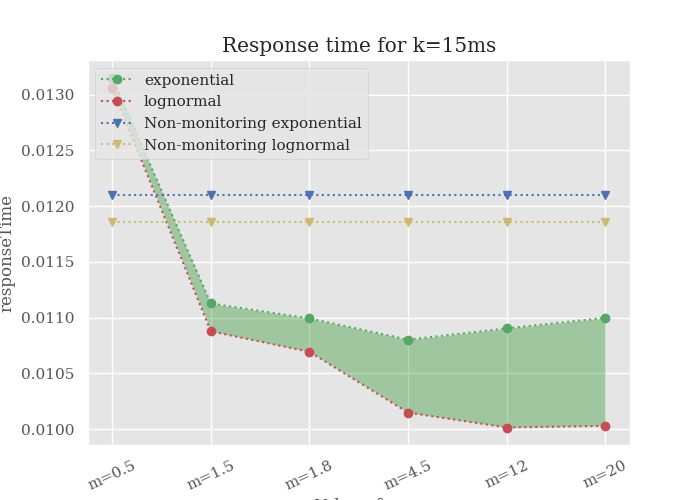 Response time for k=15ms
exponential
lognormal
Non-monitoring exponential
Non-monitoring lognormal
responseTime
0.0130
0.0125
0.0120
0.0115
0.0110
0.0105
0.0100
m=0.5
m=1.5
m=1.8
m=4.5
m=12
m=20